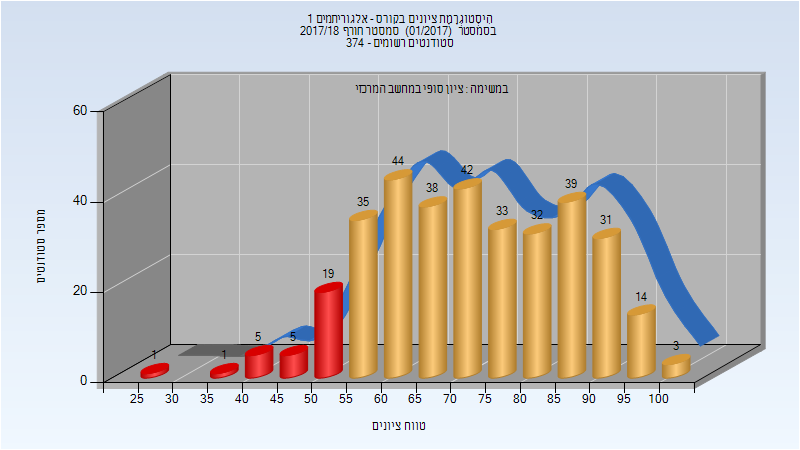 היסטוגרמת ציונים בקורס - אלגוריתמים 1
בסמסטר (01/2017) סמסטר חורף 2017/18
סטודנטים רשומים - 374
במשימה : ציון סופי במחשב המרכזי
מספר סטודנטים
60
40
20
0
1
1
5
5
19
35
44
38
42
33
32
39
31
14
3
25 30 35 40 45 50 55 60 65 70 75 80 85 90 95 100
טווח ציונים